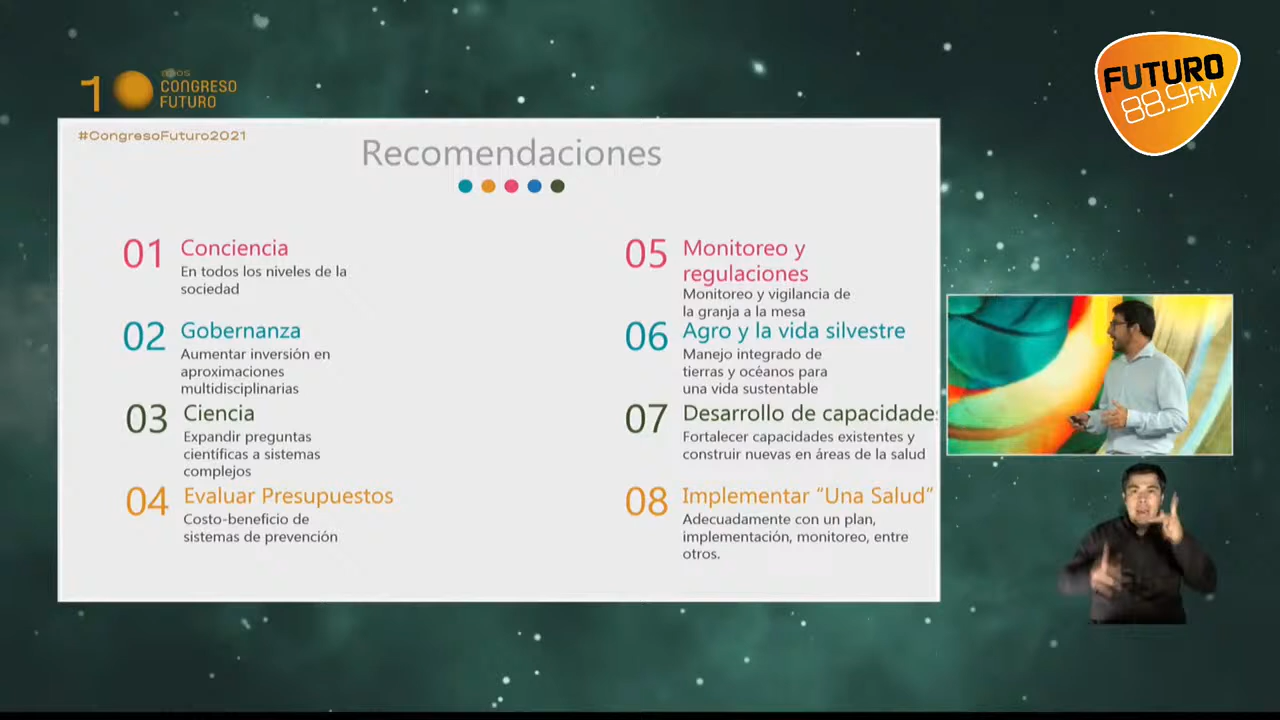 1
años
CONGRESO
FUTURO
#CongresoFuturo2021
FUTURO
88.9FM
Recomendaciones
01
Conciencia
En todos los niveles de la
sociedad
02
Gobernanza
Aumentar inversión en
aproximaciones
multidisciplinarias
03
Ciencia
Expandir preguntas
científicas a sistemas
complejos
04
Evaluar Presupuestos
Costo-beneficio de
sistemas de prevención
05
Monitoreo y
regulaciones
Monitoreo y vigilancia de
la granja a la mesa
06
Agro y la vida silvestre
Manejo integrado de
tierras y océanos para
una vida sustentable
07
Desarrollo de capacidades
Fortalecer capacidades existentes y
construir nuevas en áreas de la salud
08
Implementar “Una Salud”
Adecuadamente con un plan,
implementación, monitoreo, entre
otros.